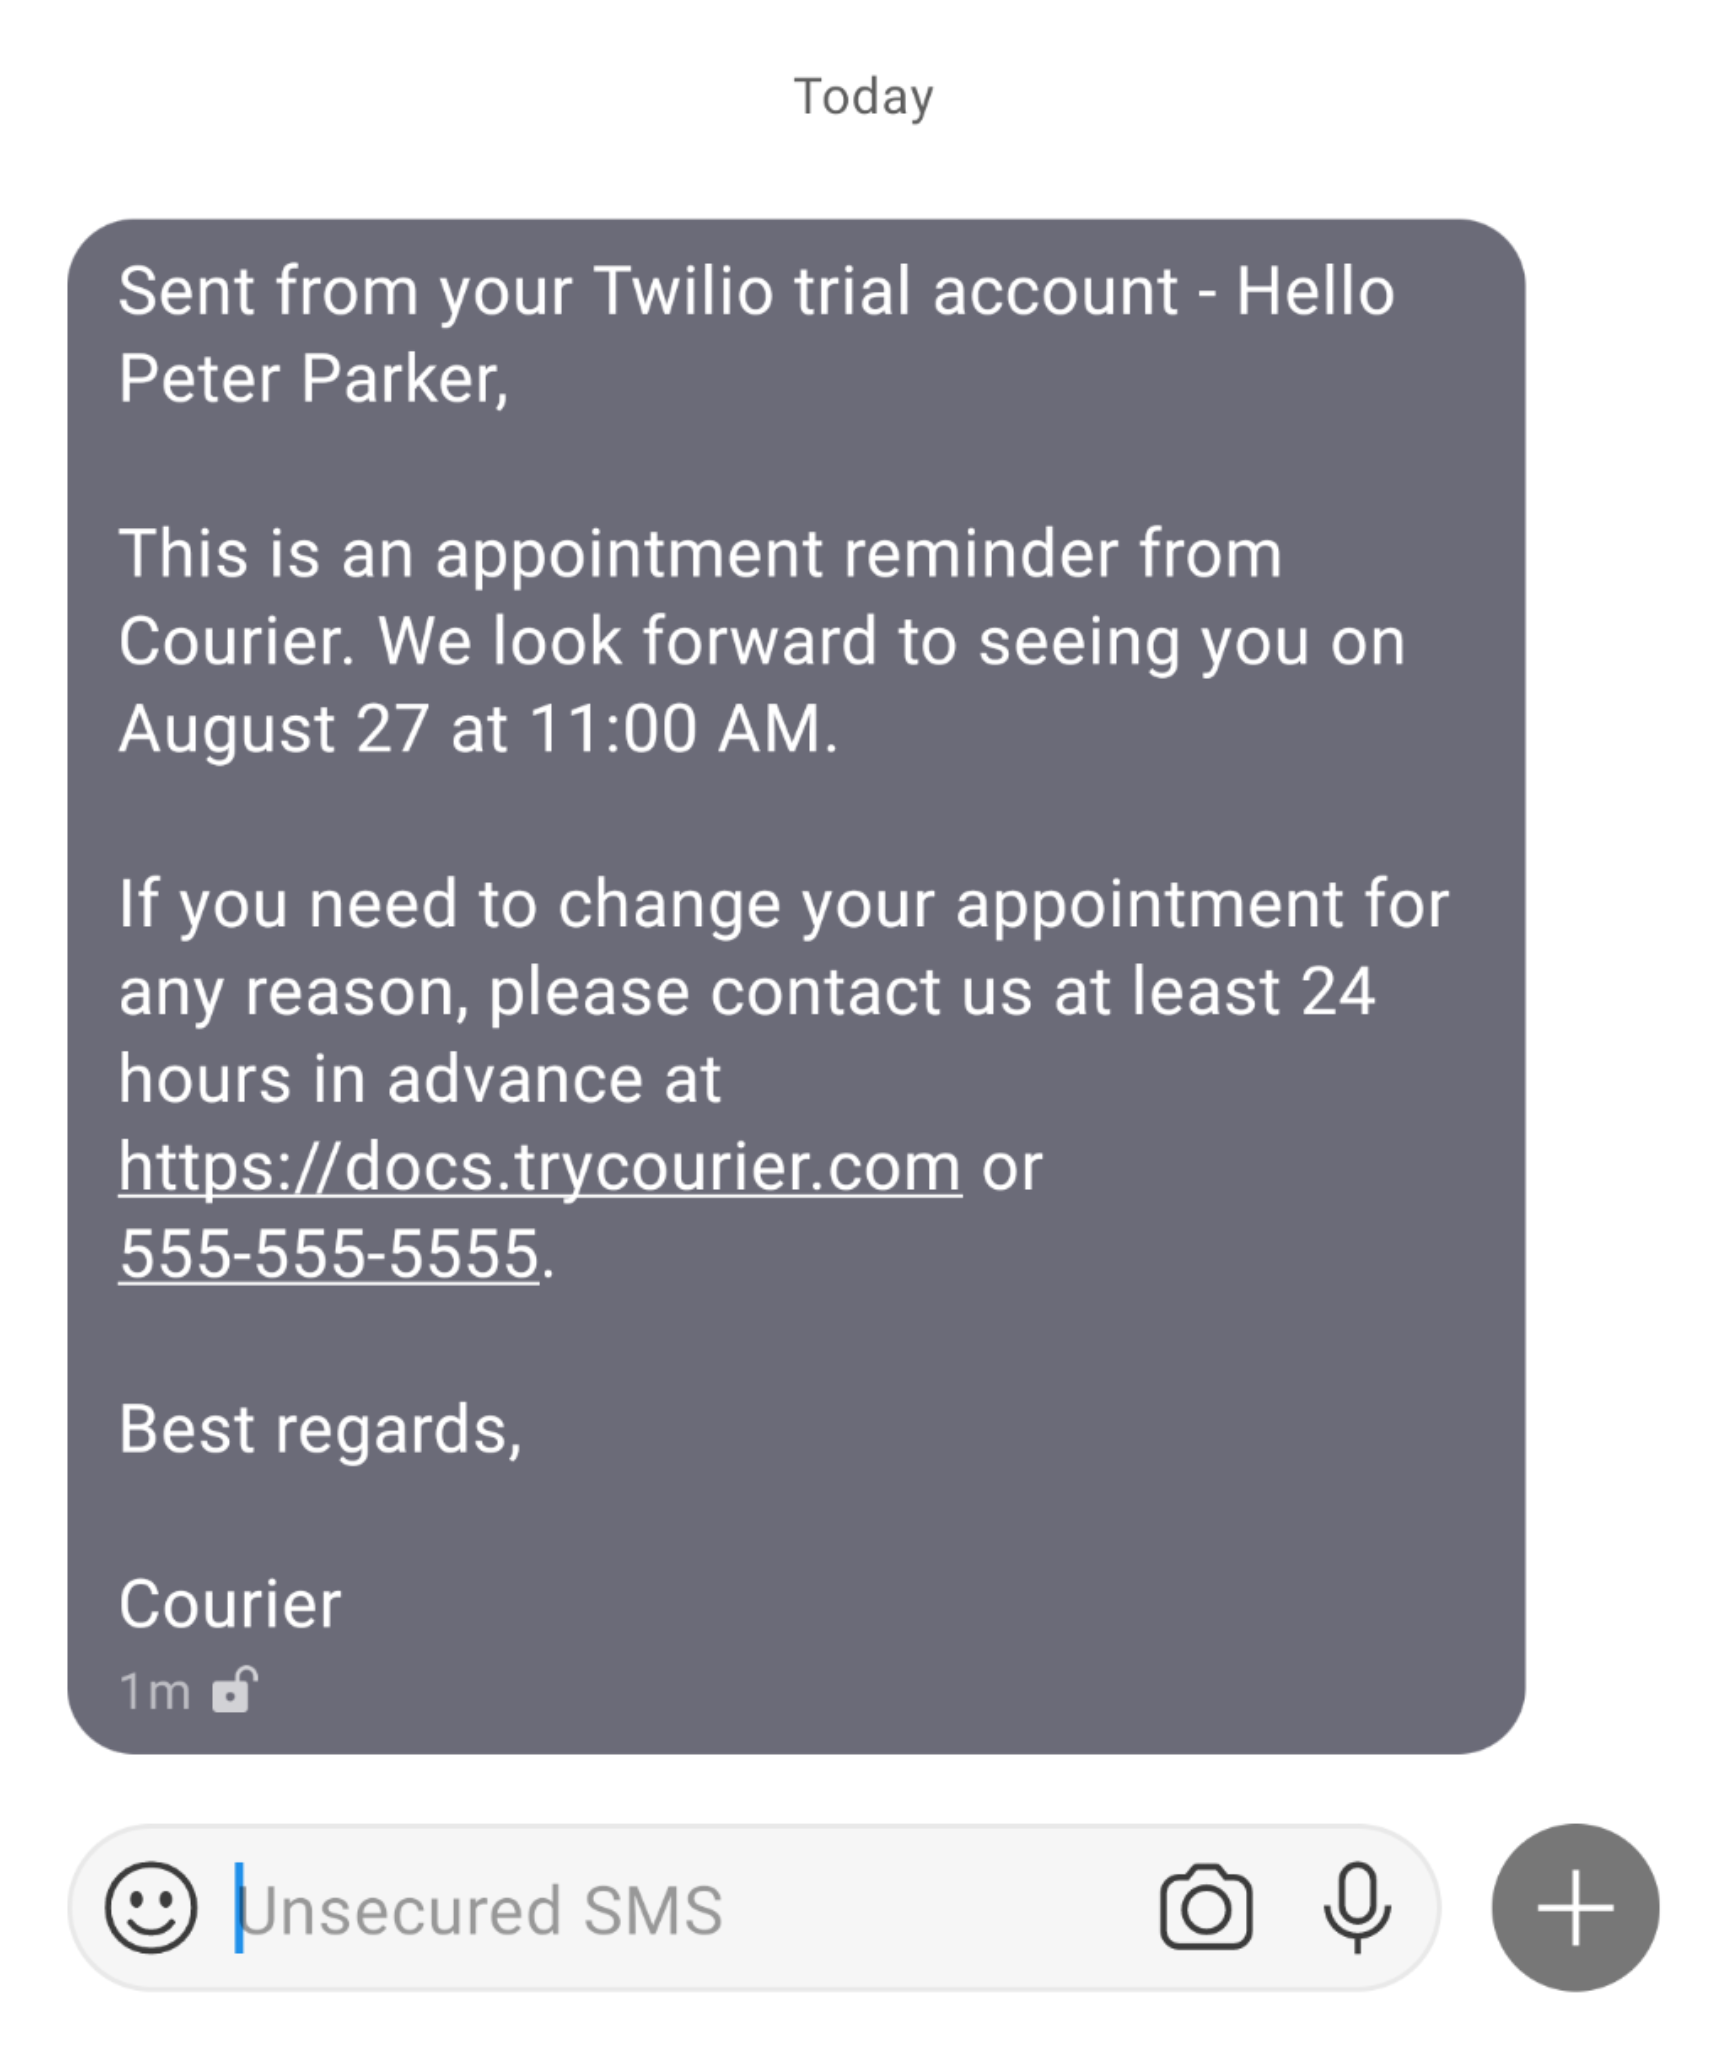 Today
Sent from your Twilio trial account - Hello
Peter Parker,
This is an appointment reminder from
Courier. We look forward to seeing you on
August 27 at 11:00 AM.
If you need to change your appointment for
any reason, please contact us at least 24
hours in advance at
https://docs.trycourier.com or
555-555-5555.
Best regards,
Courier
1m
Unsecured SMS